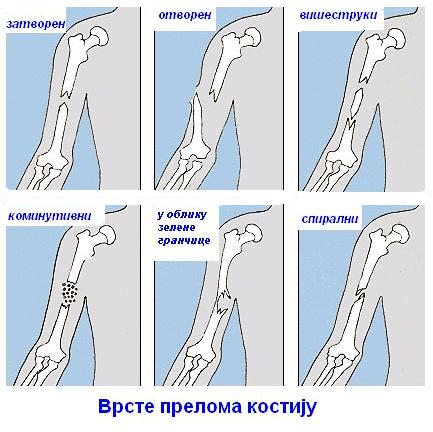 затворен
отворен
вишеструки
коминутивни
у облику
зелене
гранчице
спирални
Врсте прелома костију